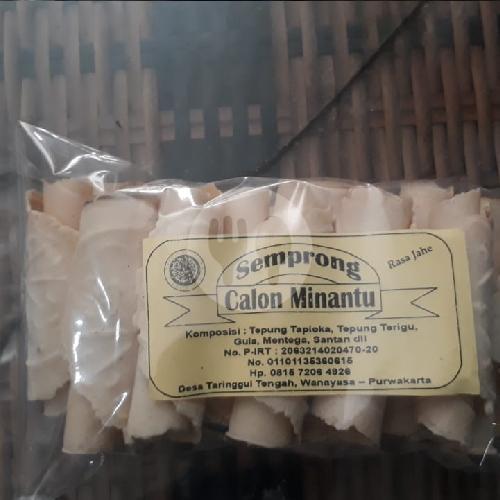 Semprong
Rasa Jahe
Calon Minantu
Komposisi : Tepung Tapioka, Tepung Terigu,
Gula, Mentega, Santan dll
No. P-IRT : 2063214020470-20
No. 01101135360615
Hp. 0815 7206 4926
Desa Taringgul Tengah, Wanayasa – Purwakarta